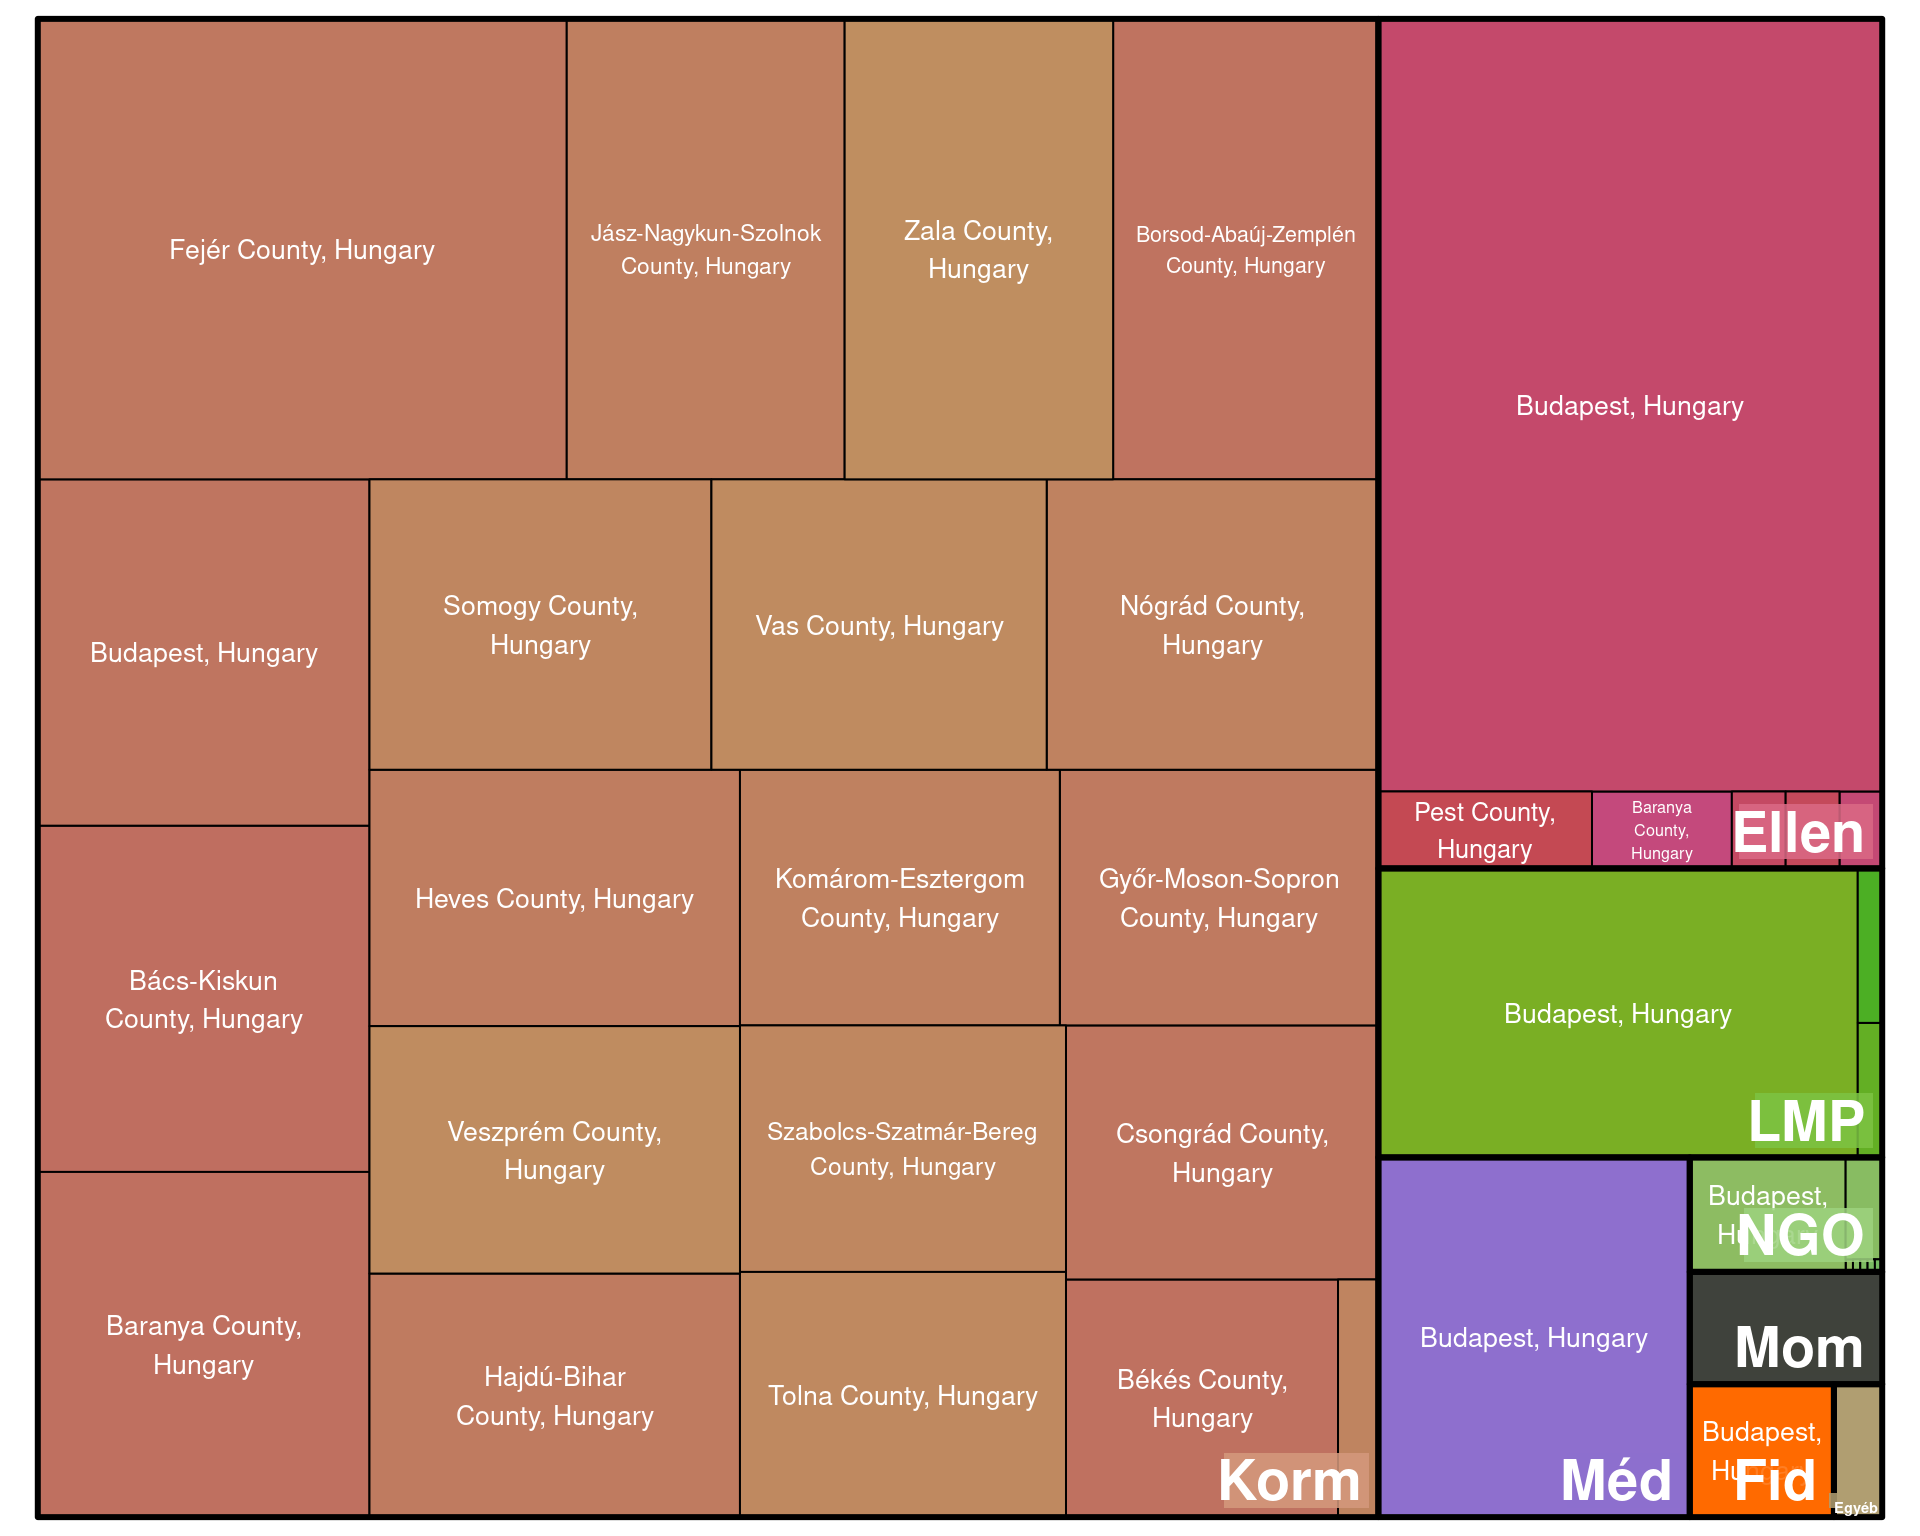 Fejér County, Hungary
Jász-Nagykun-Szolnok
County, Hungary
Zala County,
Hungary
Borsod-Abaúj-Zemplén
County, Hungary
Budapest, Hungary
Somogy County,
Hungary
Vas County, Hungary
Nógrád County,
Hungary
Bács-Kiskun
County, Hungary
Heves County, Hungary
Komárom-Esztergom
County, Hungary
Győr-Moson-Sopron
County, Hungary
Veszprém County,
Hungary
Szabolcs-Szatmár-Bereg
County, Hungary
Csongrád County,
Hungary
Baranya County,
Hungary
Hajdú-Bihar
County, Hungary
Tolna County, Hungary
Békés County,
Hungary
Korm
Budapest, Hungary
Pest County,
Hungary
Baranya
County,
Hungary
Ellen
Budapest, Hungary
LMP
Budapest, Hungary
Méd
Budapest,
NGO
Mom
Budapest,
Fid
Egyéb